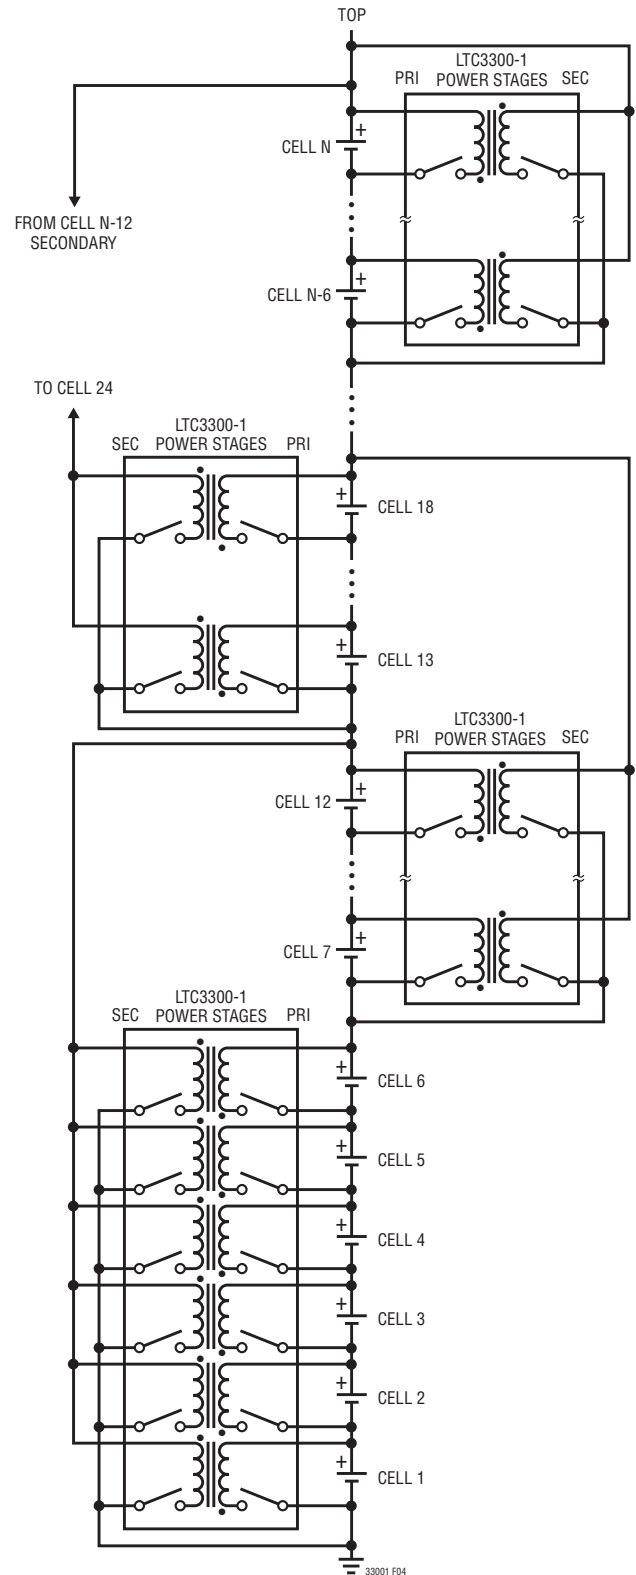 TOP
LTC3300-1
PRI POWER STAGES SEC
+
CELL N
FROM CELL N-12
SECONDARY
+
CELL N-6
TO CELL 24
LTC3300-1
SEC POWER STAGES PRI
+
CELL 18
+
CELL 13
LTC3300-1
PRI POWER STAGES SEC
+
CELL 12
+
CELL 7
LTC3300-1
SEC POWER STAGES PRI
+
CELL 6
+
CELL 5
+
CELL 4
+
CELL 3
+
CELL 2
+
CELL 1
33001 F04